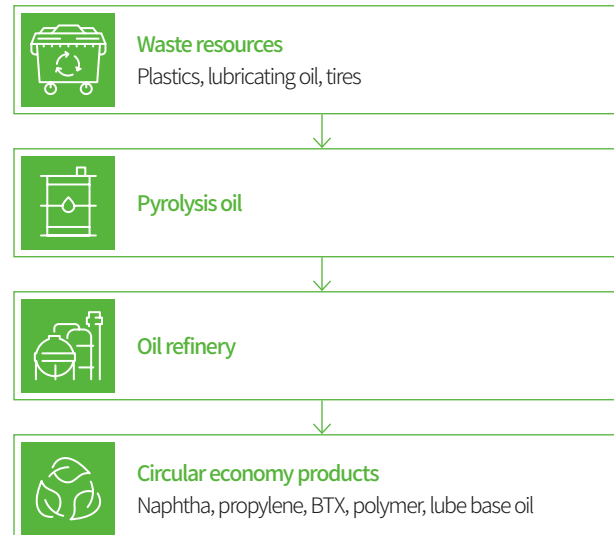 Waste resources
Plastics, lubricating oil, tires
Pyrolysis oil
Oil refinery
Circular economy products
Naphtha, propylene, BTX, polymer, lube base oil